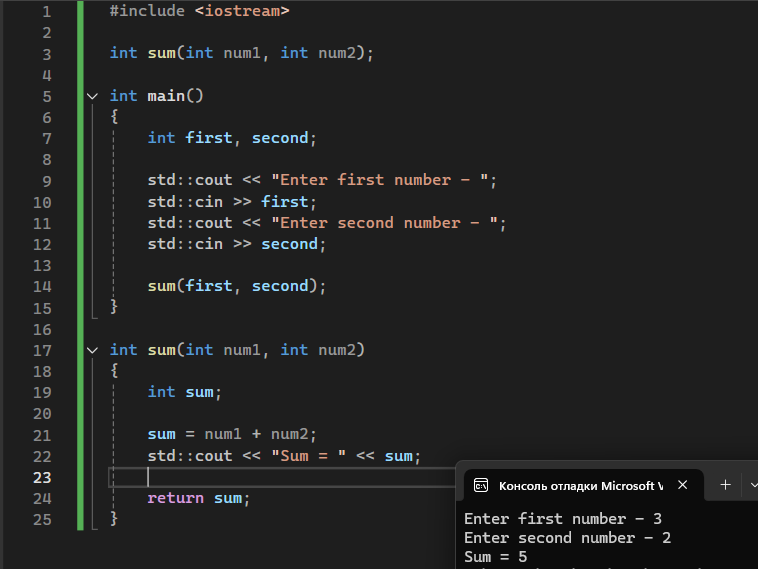 1 #include <iostream>
2
3 int sum(int num1, int num2);
4
5 int main()
6 {
7 int first, second;
8
9 std::cout << "Enter first number - ";
10 std::cin >> first;
11 std::cout << "Enter second number - ";
12 std::cin >> second;
13
14 sum(first, second);
15 }
16
17 int sum(int num1, int num2)
18 {
19 int sum;
20
21 sum = num1 + num2;
22 std::cout << "Sum = " << sum;
23
24 return sum;
25 }
Консоль отладки Microsoft V
Enter first number - 3
Enter second number - 2
Sum = 5